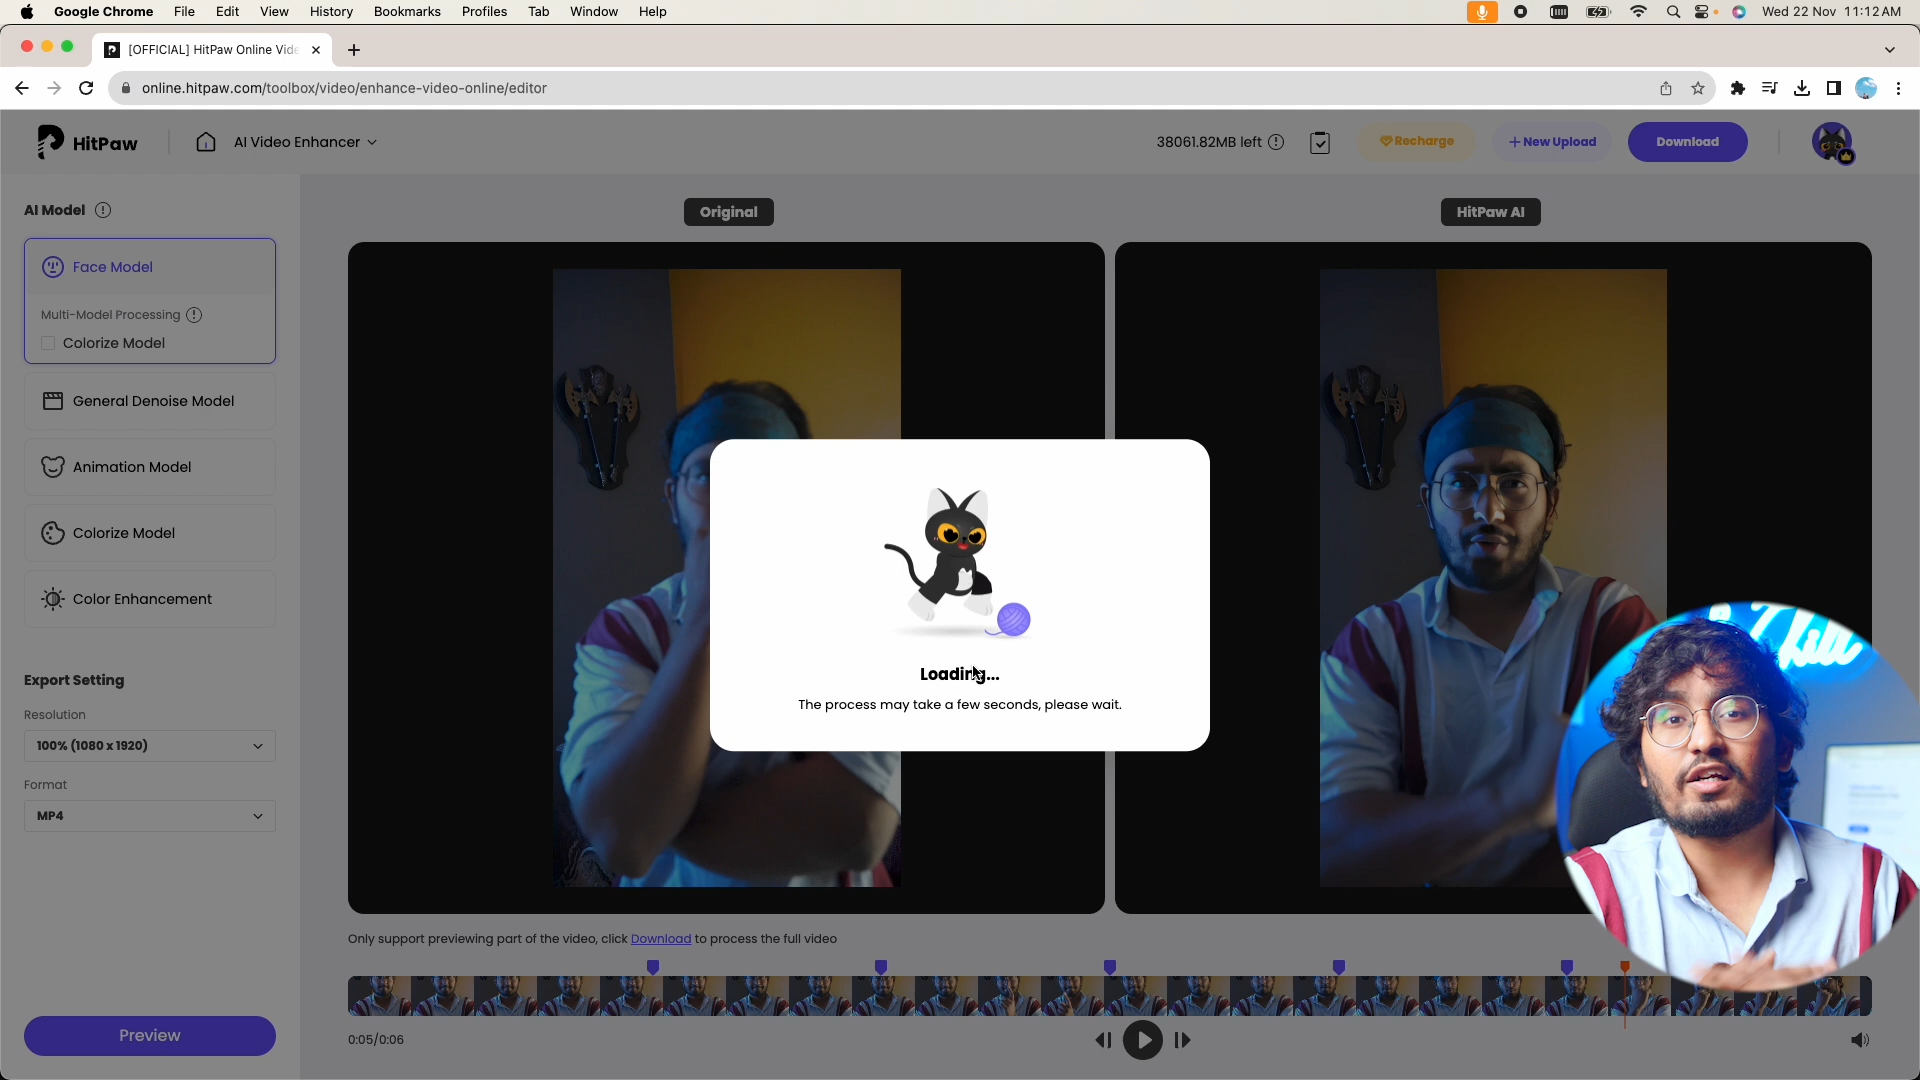 Google Chrome File Edit View History Bookmarks Profiles Tab Window Help Wed 22 Nov 11:12 AM
[OFFICIAL] HitPaw Online Vide
online.hitpaw.com/toolbox/video/enhance-video-online/editor
HitPaw AI Video Enhancer 38061.82MB left Recharge + New Upload Download
AI Model
Face Model
Multi-Model Processing
Colorize Model
General Denoise Model
Animation Model
Colorize Model
Color Enhancement
Export Setting
Resolution
100% (1080 x 1920)
Format
MP4
Preview
Original
HitPaw AI
Loading...
The process may take a few seconds, please wait.
Only support previewing part of the video, click Download to process the full video
0:05/0:06